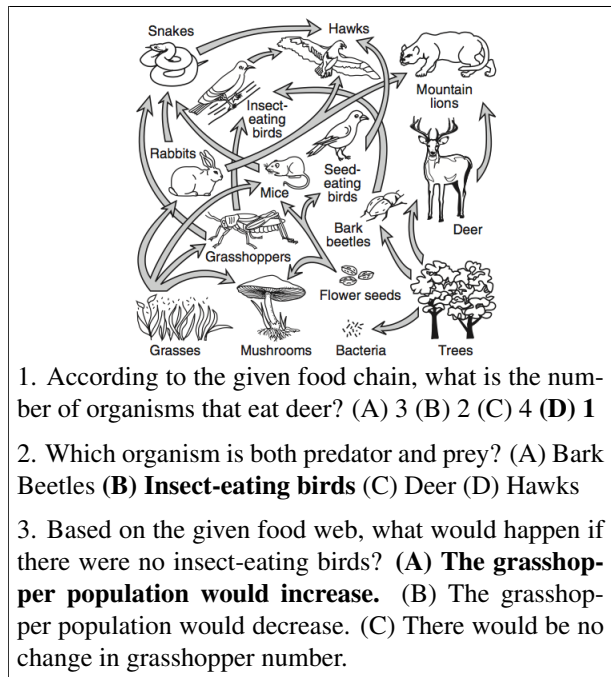 Snakes
Hawks
Mountain
lions
Insect-
eating
birds
Rabbits
Mice
Seed-
eating
birds
Bark
beetles
Deer
Grasshoppers
Flower seeds
Grasses
Mushrooms
Bacteria
Trees
1. According to the given food chain, what is the num-
ber of organisms that eat deer? (A) 3 (B) 2 (C) 4 (D) 1
2. Which organism is both predator and prey? (A) Bark
Beetles (B) Insect-eating birds (C) Deer (D) Hawks
3. Based on the given food web, what would happen if
there were no insect-eating birds? (A) The grasshop-
per population would increase. (B) The grasshop-
per population would decrease. (C) There would be no
change in grasshopper number.